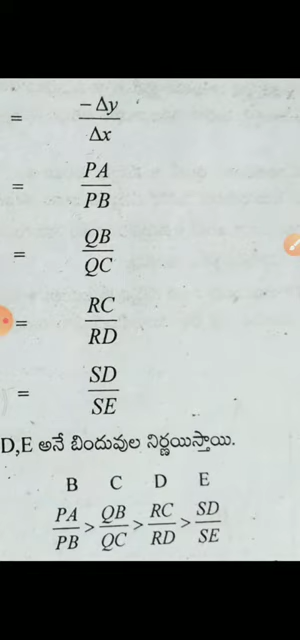 = −Δy / Δx
= PA / PB
= QB / QC
= RC / RD
= SD / SE
D,E అనే బిందువుల నిర్ణయిస్తాయి.
B C D E
PA / PB > QB / QC > RC / RD > SD / SE